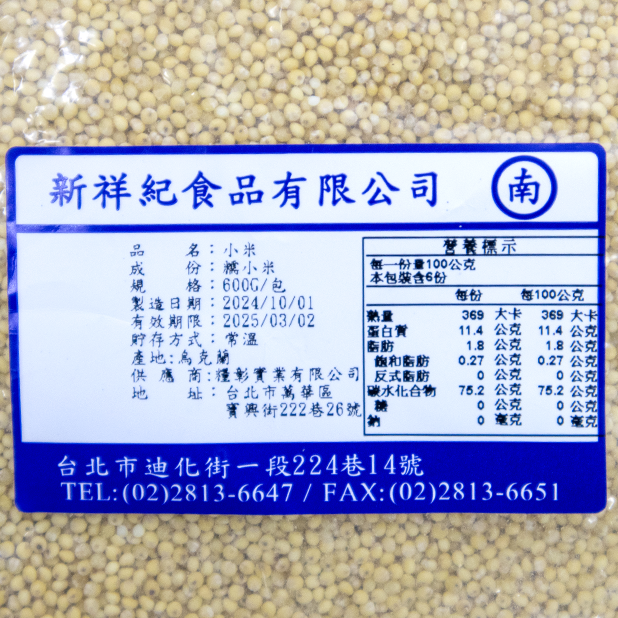 新祥紀食品有限公司 南
品 名：小米
成 份：糯小米
規 格：600G/包
製造日期：2024/10/01
有效期限：2025/03/02
貯存方式：常溫
產地:烏克蘭
供 應 商:糧彰實業有限公司
地 址：台北市萬華區
寶興街222巷26號
營養標示
每一份量100公克
本包裝含6份
每份 每100公克
熱量 369 大卡 369 大卡
蛋白質 11.4 公克 11.4 公克
脂肪 1.8 公克 1.8 公克
飽和脂肪 0.27 公克 0.27 公克
反式脂肪 0 公克 0 公克
碳水化合物 75.2 公克 75.2 公克
糖 0 公克 0 公克
鈉 0 毫克 0 毫克
台北市迪化街一段224巷14號
TEL:(02)2813-6647 / FAX:(02)2813-6651